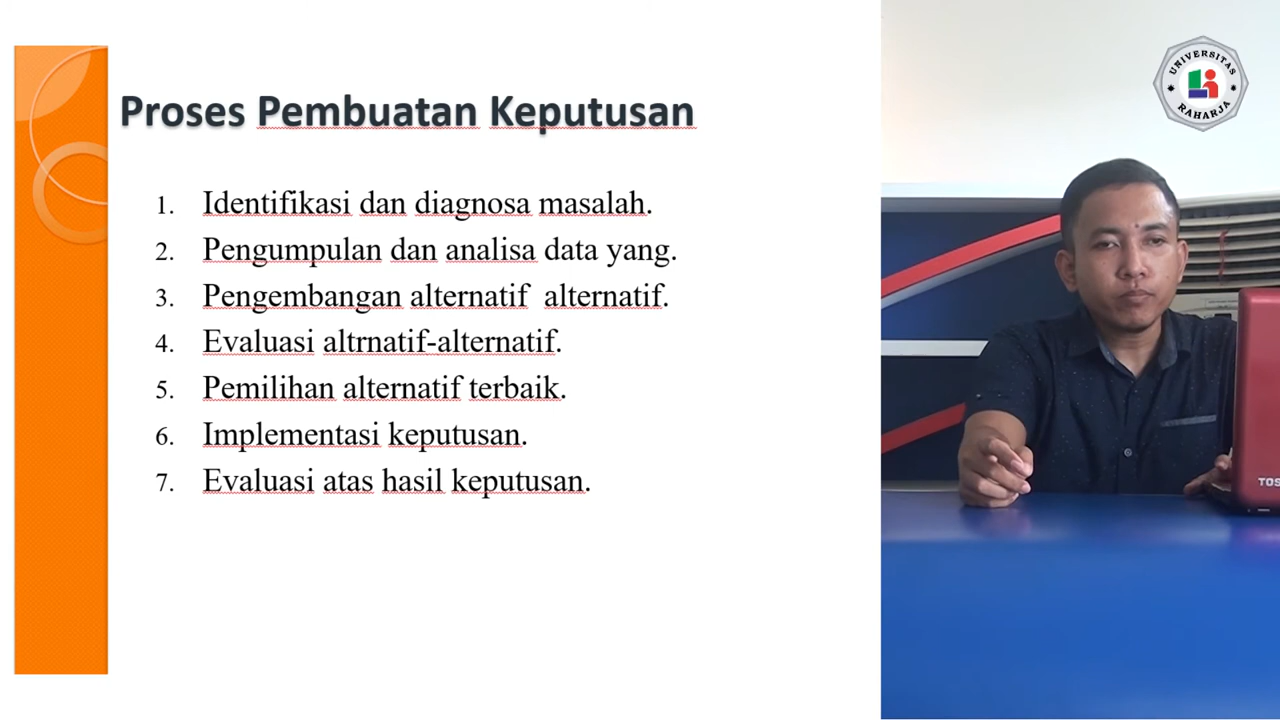 Proses Pembuatan Keputusan
1. Identifikasi dan diagnosa masalah.
2. Pengumpulan dan analisa data yang.
3. Pengembangan alternatif  alternatif.
4. Evaluasi altrnatif-alternatif.
5. Pemilihan alternatif terbaik.
6. Implementasi keputusan.
7. Evaluasi atas hasil keputusan.
UNIVERSITAS
RAHARJA
TOS